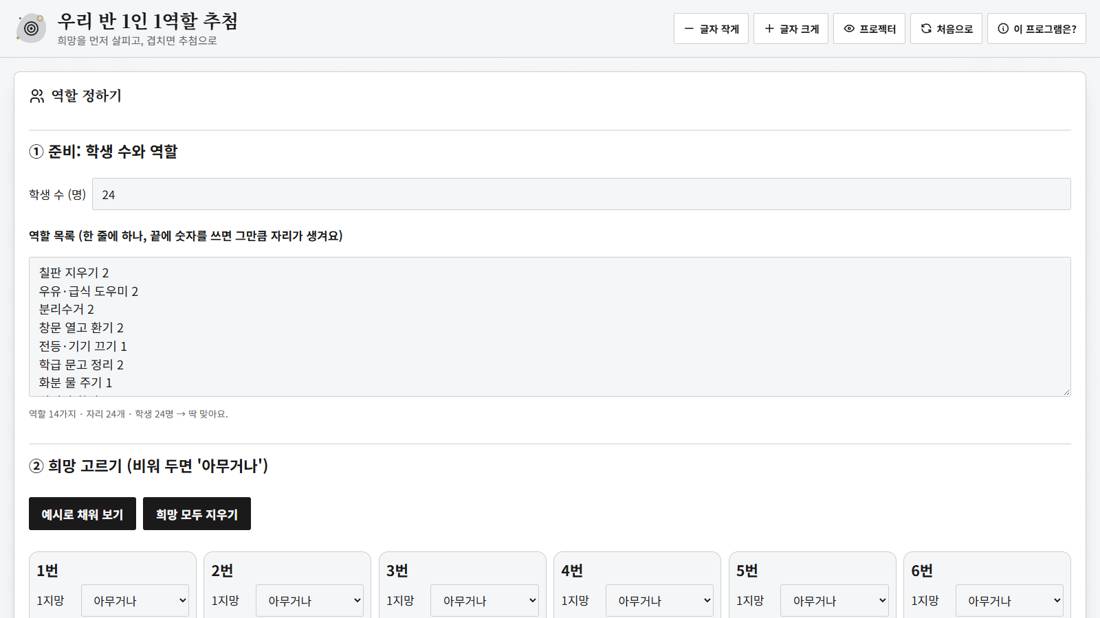 우리 반 1인 1역할 추첨
희망을 먼저 살피고, 겹치면 추첨으로
글자 작게
글자 크게
프로젝터
처음으로
이 프로그램은?
역할 정하기
① 준비: 학생 수와 역할
학생 수 (명)
24
역할 목록 (한 줄에 하나, 끝에 숫자를 쓰면 그만큼 자리가 생겨요)
칠판 지우기 2
우유·급식 도우미 2
분리수거 2
창문 열고 환기 2
전등·기기 끄기 1
학급 문고 정리 2
화분 물 주기 1
역할 14가지 · 자리 24개 · 학생 24명 → 딱 맞아요.
② 희망 고르기 (비워 두면 '아무거나')
예시로 채워 보기
희망 모두 지우기
1번
1지망 아무거나
2번
1지망 아무거나
3번
1지망 아무거나
4번
1지망 아무거나
5번
1지망 아무거나
6번
1지망 아무거나